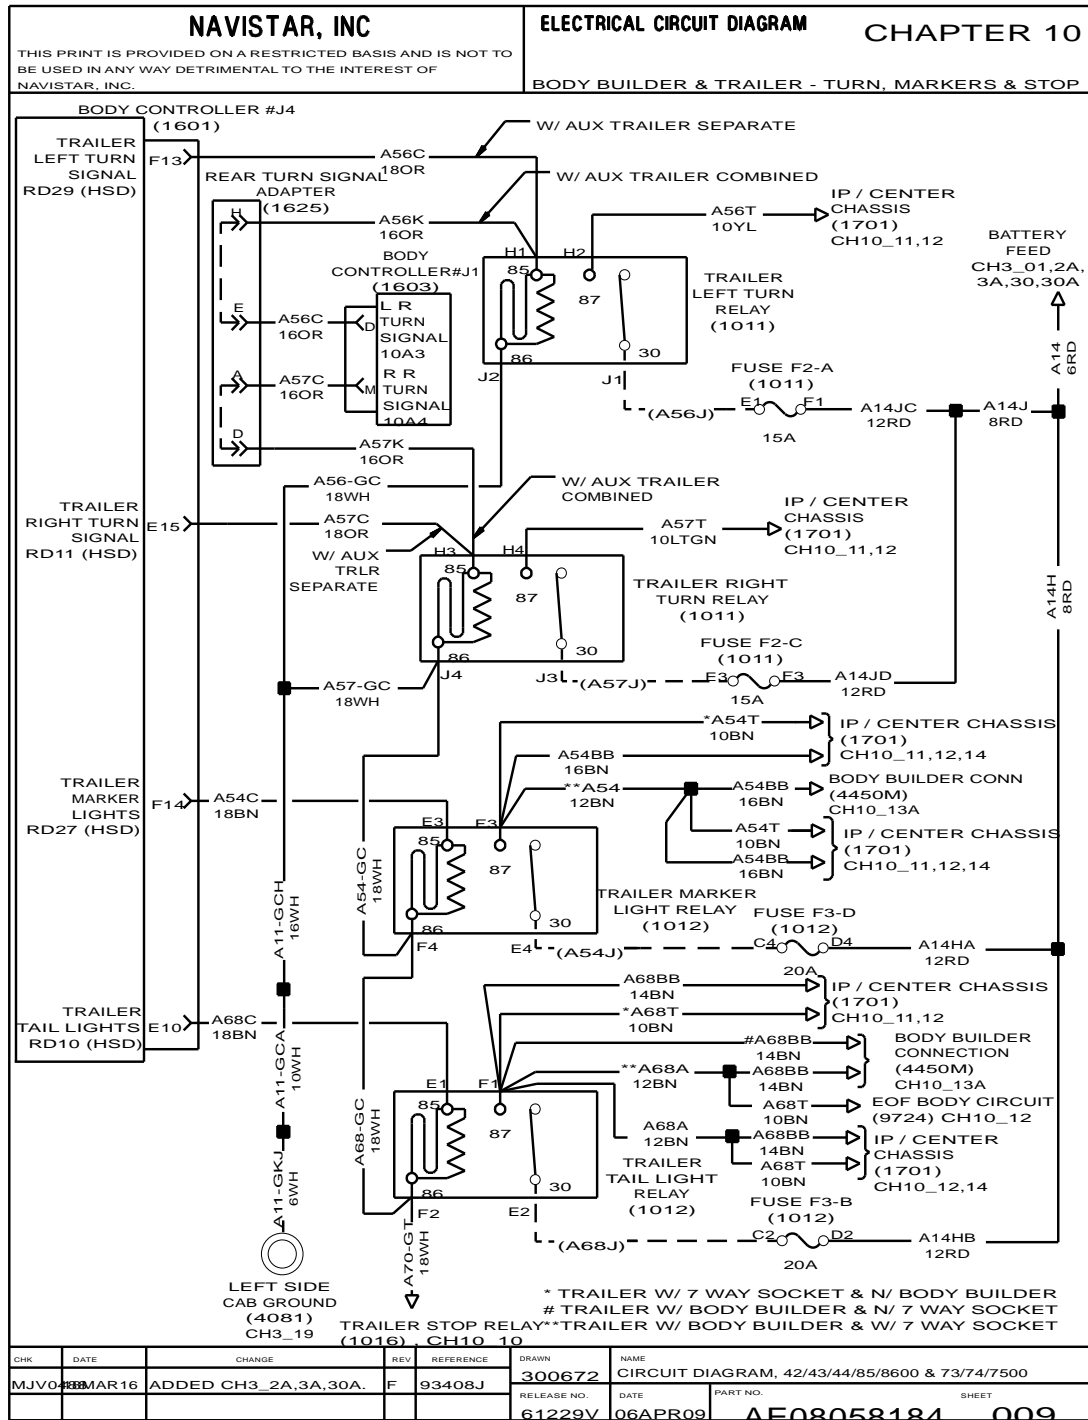 NAVISTAR, INC
THIS PRINT IS PROVIDED ON A RESTRICTED BASIS AND IS NOT TO
BE USED IN ANY WAY DETRIMENTAL TO THE INTEREST OF
NAVISTAR, INC.
ELECTRICAL CIRCUIT DIAGRAM
CHAPTER 10
BODY BUILDER & TRAILER - TURN, MARKERS & STOP
BODY CONTROLLER #J4
(1601)
TRAILER
LEFT TURN
SIGNAL
RD29 (HSD)
F13
A56C
18OR
W/ AUX TRAILER SEPARATE
REAR TURN SIGNAL
ADAPTER
(1625)
W/ AUX TRAILER COMBINED
H
A56K
16OR
A56T
10YL
IP / CENTER
CHASSIS
(1701)
CH10_11,12
BATTERY
FEED
CH3_01,2A,
3A,30,30A
BODY
CONTROLLER#J1
(1603)
H1
H2
85
87
30
86
TRAILER
LEFT TURN
RELAY
(1011)
E
A56C
16OR
D
L R
TURN
SIGNAL
10A3
A
A57C
16OR
M
R R
TURN
SIGNAL
10A4
J2
J1
A14
6RD
FUSE F2-A
(1011)
(A56J)
E1
F1
15A
A14JC
12RD
A14J
8RD
D
A57K
16OR
A56-GC
18WH
W/ AUX TRAILER
COMBINED
TRAILER
RIGHT TURN
SIGNAL
RD11 (HSD)
E15
A57C
18OR
W/ AUX
TRLR
SEPARATE
A57T
10LTGN
IP / CENTER
CHASSIS
(1701)
CH10_11,12
H3
H4
85
87
30
86
TRAILER RIGHT
TURN RELAY
(1011)
A14H
8RD
J4
J3
FUSE F2-C
(1011)
(A57J)
E3
F3
15A
A14JD
12RD
A57-GC
18WH
*A54T
10BN
A54BB
16BN
IP / CENTER CHASSIS
(1701)
CH10_11,12,14
**A54
12BN
A54BB
16BN
BODY BUILDER CONN
(4450M)
CH10_13A
A54T
10BN
A54BB
16BN
IP / CENTER CHASSIS
(1701)
CH10_11,12,14
TRAILER
MARKER
LIGHTS
RD27 (HSD)
F14
A54C
18BN
E3
F3
85
87
30
86
TRAILER MARKER
LIGHT RELAY
(1012)
A54-GC
18WH
A11-GCH
16WH
F4
E4
(A54J)
FUSE F3-D
(1012)
C4
D4
20A
A14HA
12RD
A68BB
14BN
*A68T
10BN
IP / CENTER CHASSIS
(1701)
CH10_11,12
TRAILER
TAIL LIGHTS
RD10 (HSD)
E10
A68C
18BN
#A68BB
14BN
**A68A
12BN
A68BB
14BN
BODY BUILDER
CONNECTION
(4450M)
CH10_13A
A68T
10BN
EOF BODY CIRCUIT
(9724) CH10_12
A11-GCA
10WH
A68-GC
18WH
E1
F1
85
87
30
86
A68A
12BN
A68BB
14BN
A68T
10BN
IP / CENTER
CHASSIS
(1701)
CH10_12,14
TRAILER
TAIL LIGHT
RELAY
(1012)
F2
E2
(A68J)
FUSE F3-B
(1012)
C2
D2
20A
A14HB
12RD
A11-GKJ
6WH
A70-GT
18WH
LEFT SIDE
CAB GROUND
(4081)
CH3_19
TRAILER STOP RELAY
(1016) , CH10_10
* TRAILER W/ 7 WAY SOCKET & N/ BODY BUILDER
# TRAILER W/ BODY BUILDER & N/ 7 WAY SOCKET
**TRAILER W/ BODY BUILDER & W/ 7 WAY SOCKET
CHK DATE CHANGE REV REFERENCE
ADDED CH3_2A,3A,30A. F 93408J
DRAWN
300672
NAME
CIRCUIT DIAGRAM, 42/43/44/85/8600 & 73/74/7500
RELEASE NO.
61229V
DATE
06APR09
PART NO.
AE08058184
SHEET
009